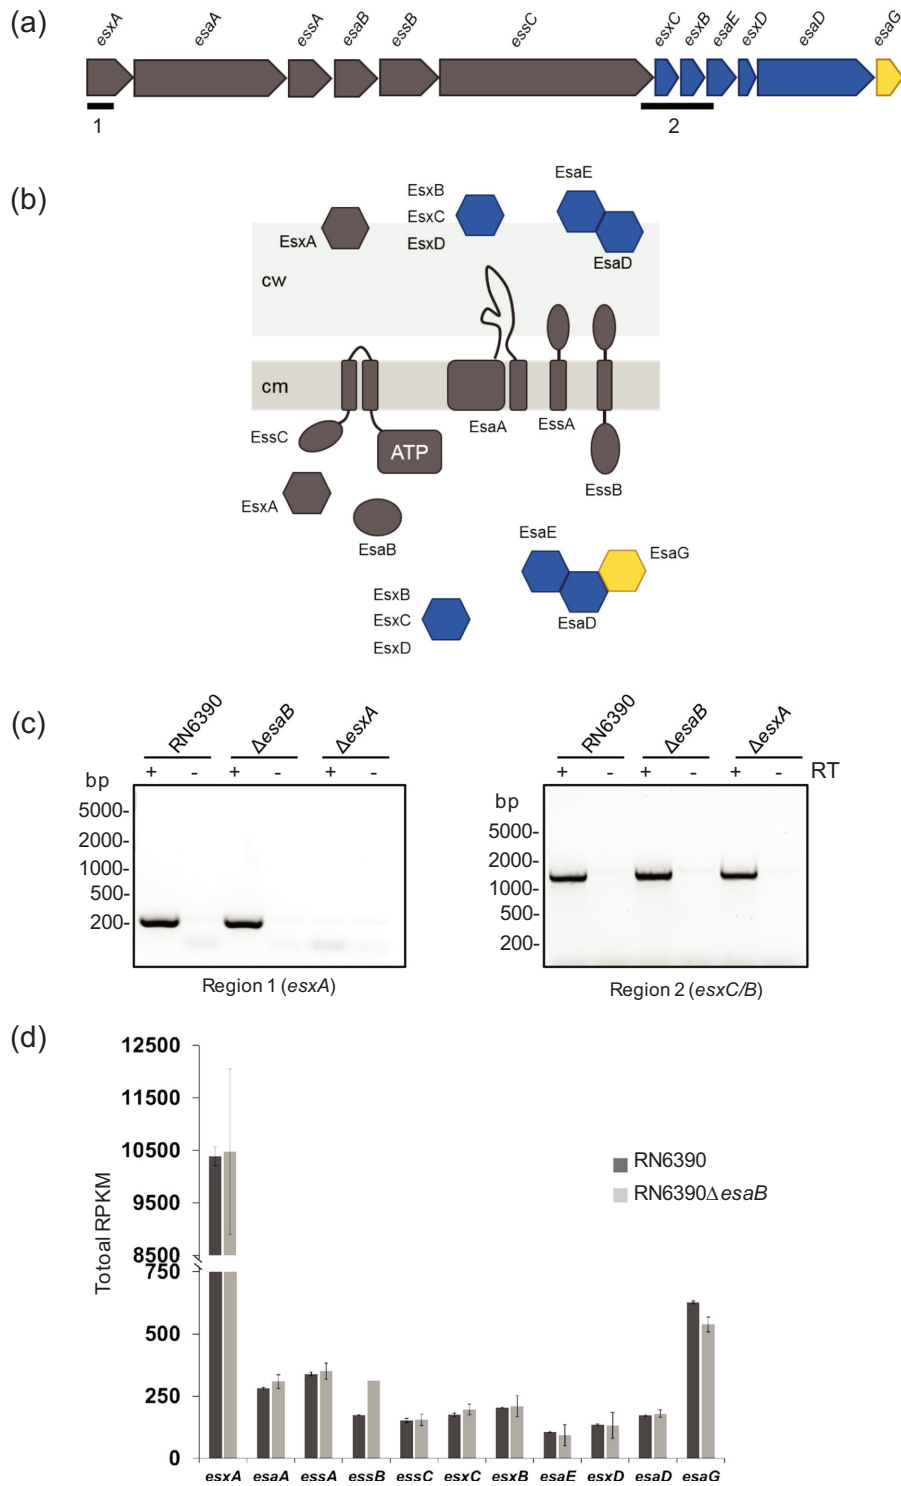 (a)
esxA esaA essA esaB essB essC esxC esxB esaE esxD esaD esaG
1 2
(b)
EsxA
EsxB
EsxC
EsxD
EsaE
EsaD
cw
cm
EssC
ATP
EsaA
EssA
EssB
EsxA
EsaB
EsaE
EsaG
EsaD
EsxB
EsxC
EsxD
(c)
RN6390 ΔesaB ΔesxA
+ - + - + -
bp
5000-
2000-
1000-
500-
200-
Region 1 (esxA)
RN6390 ΔesaB ΔesxA
+ - + - + - RT
bp
5000-
2000-
1000-
500-
200-
Region 2 (esxC/B)
(d)
Totoal RPKM
12500
11500
10500
9500
8500
750
500
250
0
RN6390
RN6390ΔesaB
esxA esaA essA essB essC esxC esxB esaE esxD esaD esaG